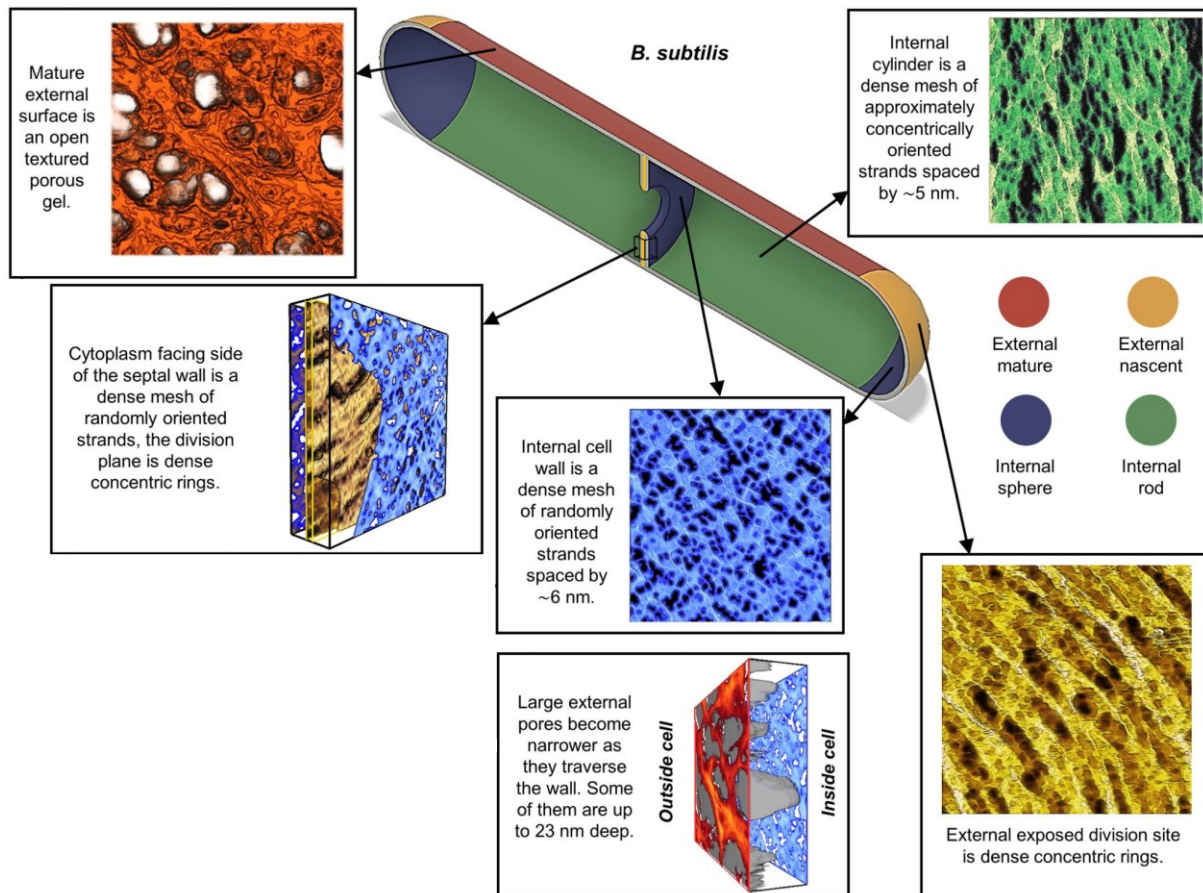 B. subtilis
Mature
external
surface is
an open
textured
porous
gel.
Internal
cylinder is a
dense mesh of
approximately
concentrically
oriented
strands spaced
by ~5 nm.
Cytoplasm facing side
of the septal wall is a
dense mesh of
randomly oriented
strands, the division
plane is dense
concentric rings.
Internal cell
wall is a
dense mesh
of randomly
oriented
strands
spaced by
~6 nm.
External
mature
External
nascent
Internal
sphere
Internal
rod
Large external
pores become
narrower as
they traverse
the wall. Some
of them are up
to 23 nm deep.
Outside cell
Inside cell
External exposed division site
is dense concentric rings.